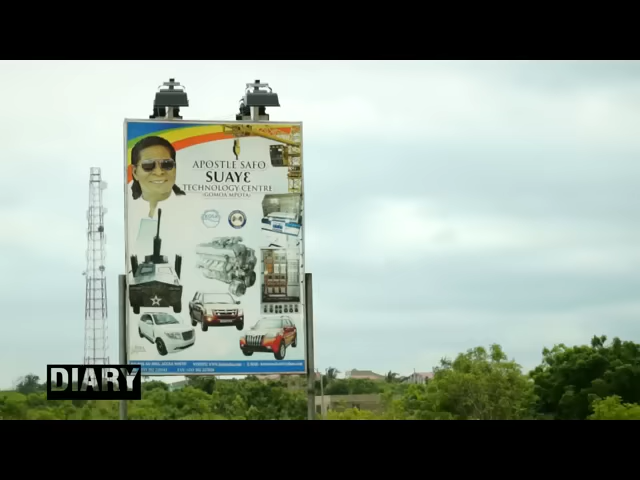 APOSTLE SAFO
SUAYƐ
TECHNOLOGY CENTRE
(GOMOA MPOTA)
DIARY